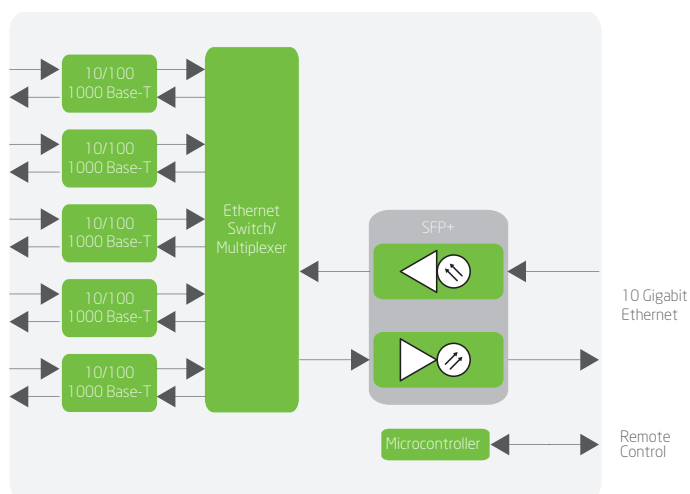 10/100
1000 Base-T
10/100
1000 Base-T
10/100
1000 Base-T
10/100
1000 Base-T
10/100
1000 Base-T
Ethernet
Switch/
Multiplexer
SFP+
10 Gigabit
Ethernet
Microcontroller
Remote
Control